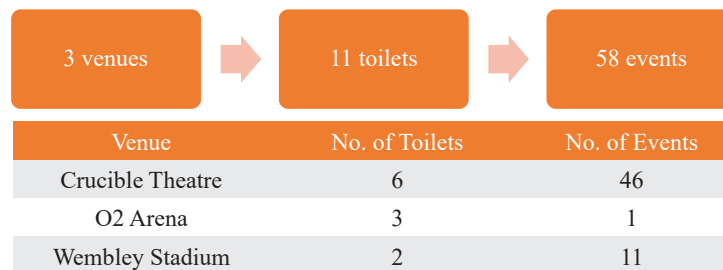 3 venues 11 toilets 58 events
Venue No. of Toilets No. of Events
Crucible Theatre 6 46
O2 Arena 3 1
Wembley Stadium 2 11